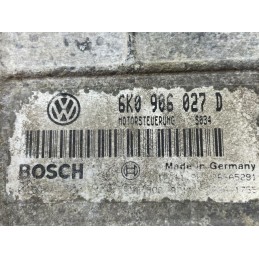 6K0 906 027 D
MOTORSTEUERUNG 5834
BOSCH
Made in Germany